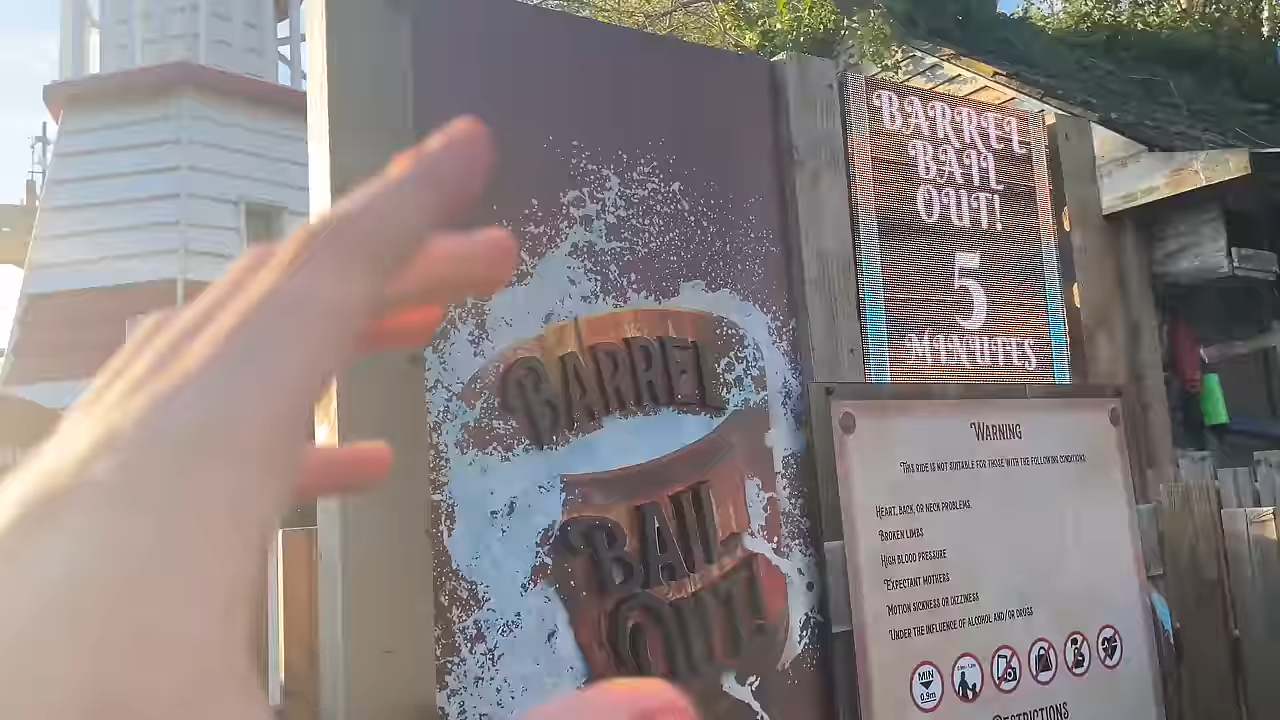 BARREL
BAIL
OUT!
BARREL
BAIL
OUT!
5
MINUTES
WARNING
THIS RIDE IS NOT SUITABLE FOR THOSE WITH THE FOLLOWING CONDITIONS:
HEART, BACK, OR NECK PROBLEMS
BROKEN LIMBS
HIGH BLOOD PRESSURE
EXPECTANT MOTHERS
MOTION SICKNESS OR DIZZINESS
UNDER THE INFLUENCE OF ALCOHOL AND/OR DRUGS
MIN
0.9m
RESTRICTIONS